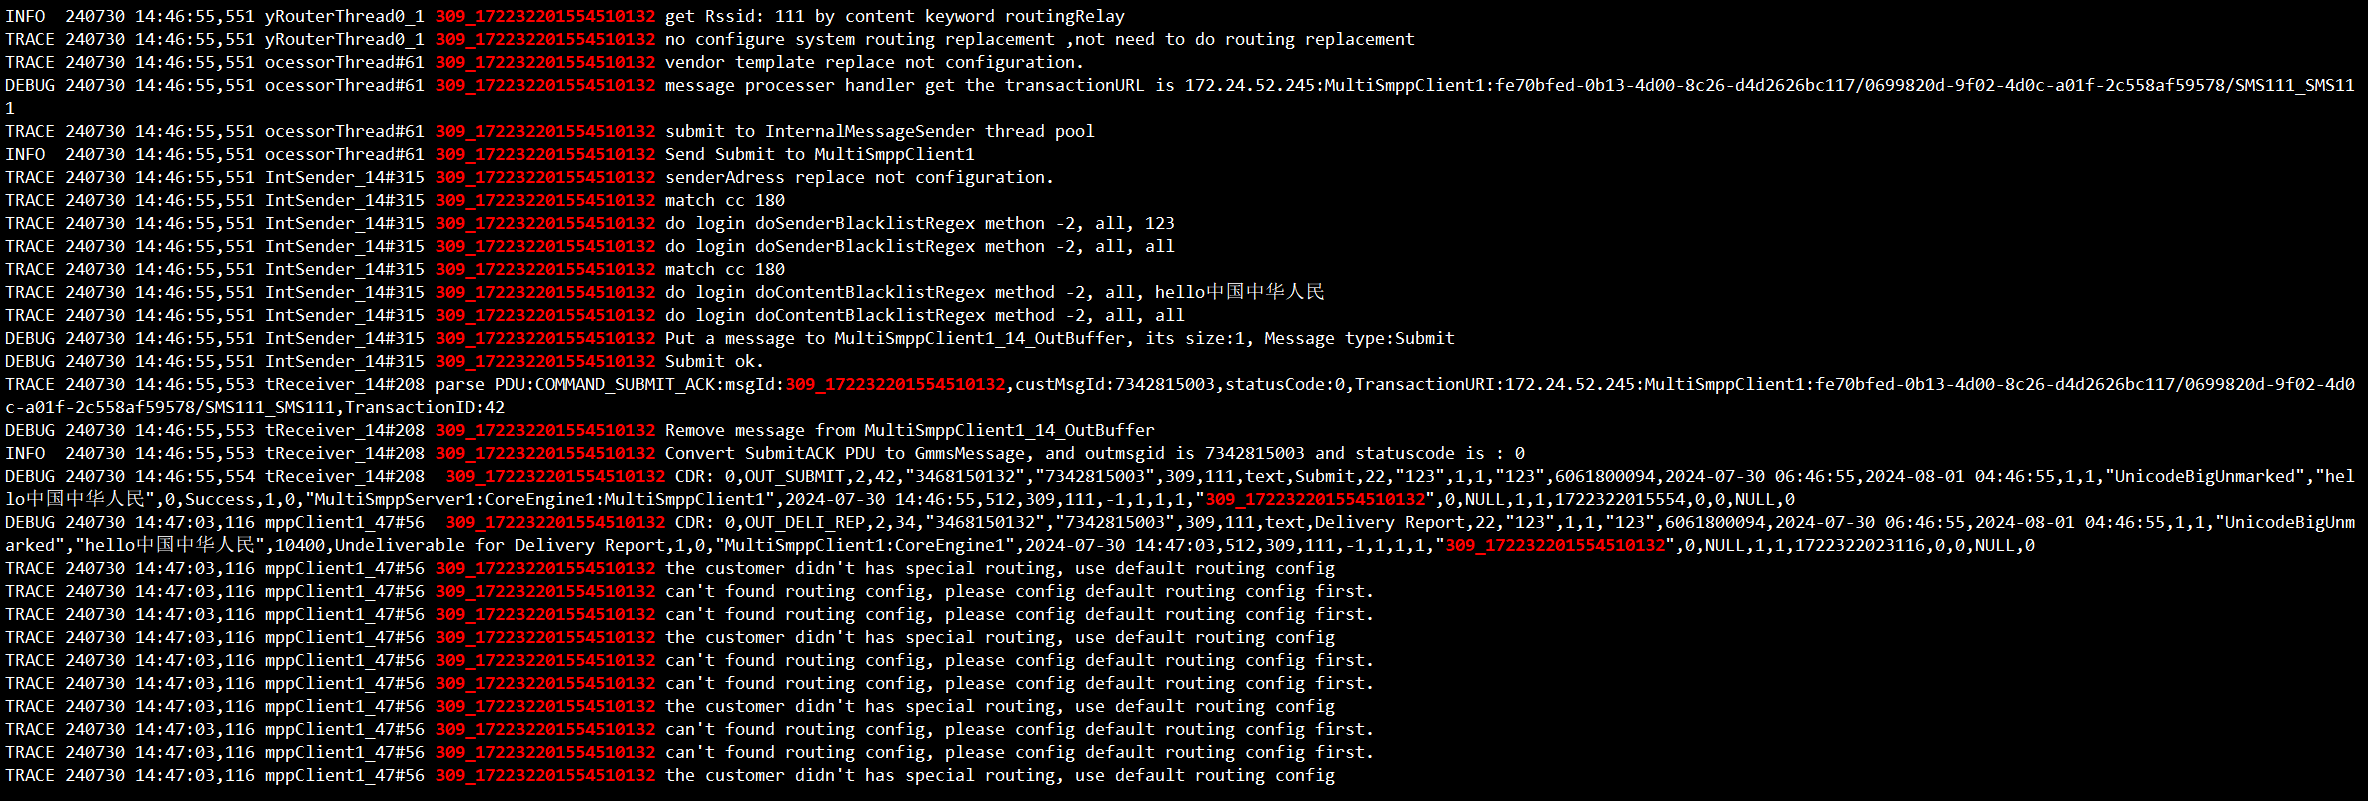 INFO  240730 14:46:55,551 yRouterThread0_1 309_172232201554510132 get Rssid: 111 by content keyword routingRelay
TRACE 240730 14:46:55,551 yRouterThread0_1 309_172232201554510132 no configure system routing replacement ,not need to do routing replacement
TRACE 240730 14:46:55,551 ocessorThread#61 309_172232201554510132 vendor template replace not configuration.
DEBUG 240730 14:46:55,551 ocessorThread#61 309_172232201554510132 message processer handler get the transactionURL is 172.24.52.245:MultiSmppClient1:fe70bfed-0b13-4d00-8c26-d4d2626bc117/0699820d-9f02-4d0c-a01f-2c558af59578/SMS111_SMS11
1
TRACE 240730 14:46:55,551 ocessorThread#61 309_172232201554510132 submit to InternalMessageSender thread pool
INFO  240730 14:46:55,551 ocessorThread#61 309_172232201554510132 Send Submit to MultiSmppClient1
TRACE 240730 14:46:55,551 IntSender_14#315 309_172232201554510132 senderAdress replace not configuration.
TRACE 240730 14:46:55,551 IntSender_14#315 309_172232201554510132 match cc 180
TRACE 240730 14:46:55,551 IntSender_14#315 309_172232201554510132 do login doSenderBlacklistRegex methon -2, all, 123
TRACE 240730 14:46:55,551 IntSender_14#315 309_172232201554510132 do login doSenderBlacklistRegex methon -2, all, all
TRACE 240730 14:46:55,551 IntSender_14#315 309_172232201554510132 match cc 180
TRACE 240730 14:46:55,551 IntSender_14#315 309_172232201554510132 do login doContentBlacklistRegex method -2, all, hello中国中华人民
TRACE 240730 14:46:55,551 IntSender_14#315 309_172232201554510132 do login doContentBlacklistRegex method -2, all, all
DEBUG 240730 14:46:55,551 IntSender_14#315 309_172232201554510132 Put a message to MultiSmppClient1_14_OutBuffer, its size:1, Message type:Submit
DEBUG 240730 14:46:55,551 IntSender_14#315 309_172232201554510132 Submit ok.
TRACE 240730 14:46:55,553 tReceiver_14#208 parse PDU:COMMAND_SUBMIT_ACK:msgId:309_172232201554510132,custMsgId:7342815003,statusCode:0,TransactionURI:172.24.52.245:MultiSmppClient1:fe70bfed-0b13-4d00-8c26-d4d2626bc117/0699820d-9f02-4d0
c-a01f-2c558af59578/SMS111_SMS111,TransactionID:42
DEBUG 240730 14:46:55,553 tReceiver_14#208 309_172232201554510132 Remove message from MultiSmppClient1_14_OutBuffer
INFO  240730 14:46:55,553 tReceiver_14#208 309_172232201554510132 Convert SubmitACK PDU to GmmsMessage, and outmsgid is 7342815003 and statuscode is : 0
DEBUG 240730 14:46:55,554 tReceiver_14#208  309_172232201554510132 CDR: 0,OUT_SUBMIT,2,42,"3468150132","7342815003",309,111,text,Submit,22,"123",1,1,"123",6061800094,2024-07-30 06:46:55,2024-08-01 04:46:55,1,1,"UnicodeBigUnmarked","hel
lo中国中华人民",0,Success,1,0,"MultiSmppServer1:CoreEngine1:MultiSmppClient1",2024-07-30 14:46:55,512,309,111,-1,1,1,1,"309_172232201554510132",0,NULL,1,1,1722322015554,0,0,NULL,0
DEBUG 240730 14:47:03,116 mppClient1_47#56  309_172232201554510132 CDR: 0,OUT_DELI_REP,2,34,"3468150132","7342815003",309,111,text,Delivery Report,22,"123",1,1,"123",6061800094,2024-07-30 06:46:55,2024-08-01 04:46:55,1,1,"UnicodeBigUnm
arked","hello中国中华人民",10400,Undeliverable for Delivery Report,1,0,"MultiSmppClient1:CoreEngine1",2024-07-30 14:47:03,512,309,111,-1,1,1,1,"309_172232201554510132",0,NULL,1,1,1722322023116,0,0,NULL,0
TRACE 240730 14:47:03,116 mppClient1_47#56 309_172232201554510132 the customer didn't has special routing, use default routing config
TRACE 240730 14:47:03,116 mppClient1_47#56 309_172232201554510132 can't found routing config, please config default routing config first.
TRACE 240730 14:47:03,116 mppClient1_47#56 309_172232201554510132 can't found routing config, please config default routing config first.
TRACE 240730 14:47:03,116 mppClient1_47#56 309_172232201554510132 the customer didn't has special routing, use default routing config
TRACE 240730 14:47:03,116 mppClient1_47#56 309_172232201554510132 can't found routing config, please config default routing config first.
TRACE 240730 14:47:03,116 mppClient1_47#56 309_172232201554510132 can't found routing config, please config default routing config first.
TRACE 240730 14:47:03,116 mppClient1_47#56 309_172232201554510132 the customer didn't has special routing, use default routing config
TRACE 240730 14:47:03,116 mppClient1_47#56 309_172232201554510132 can't found routing config, please config default routing config first.
TRACE 240730 14:47:03,116 mppClient1_47#56 309_172232201554510132 can't found routing config, please config default routing config first.
TRACE 240730 14:47:03,116 mppClient1_47#56 309_172232201554510132 the customer didn't has special routing, use default routing config